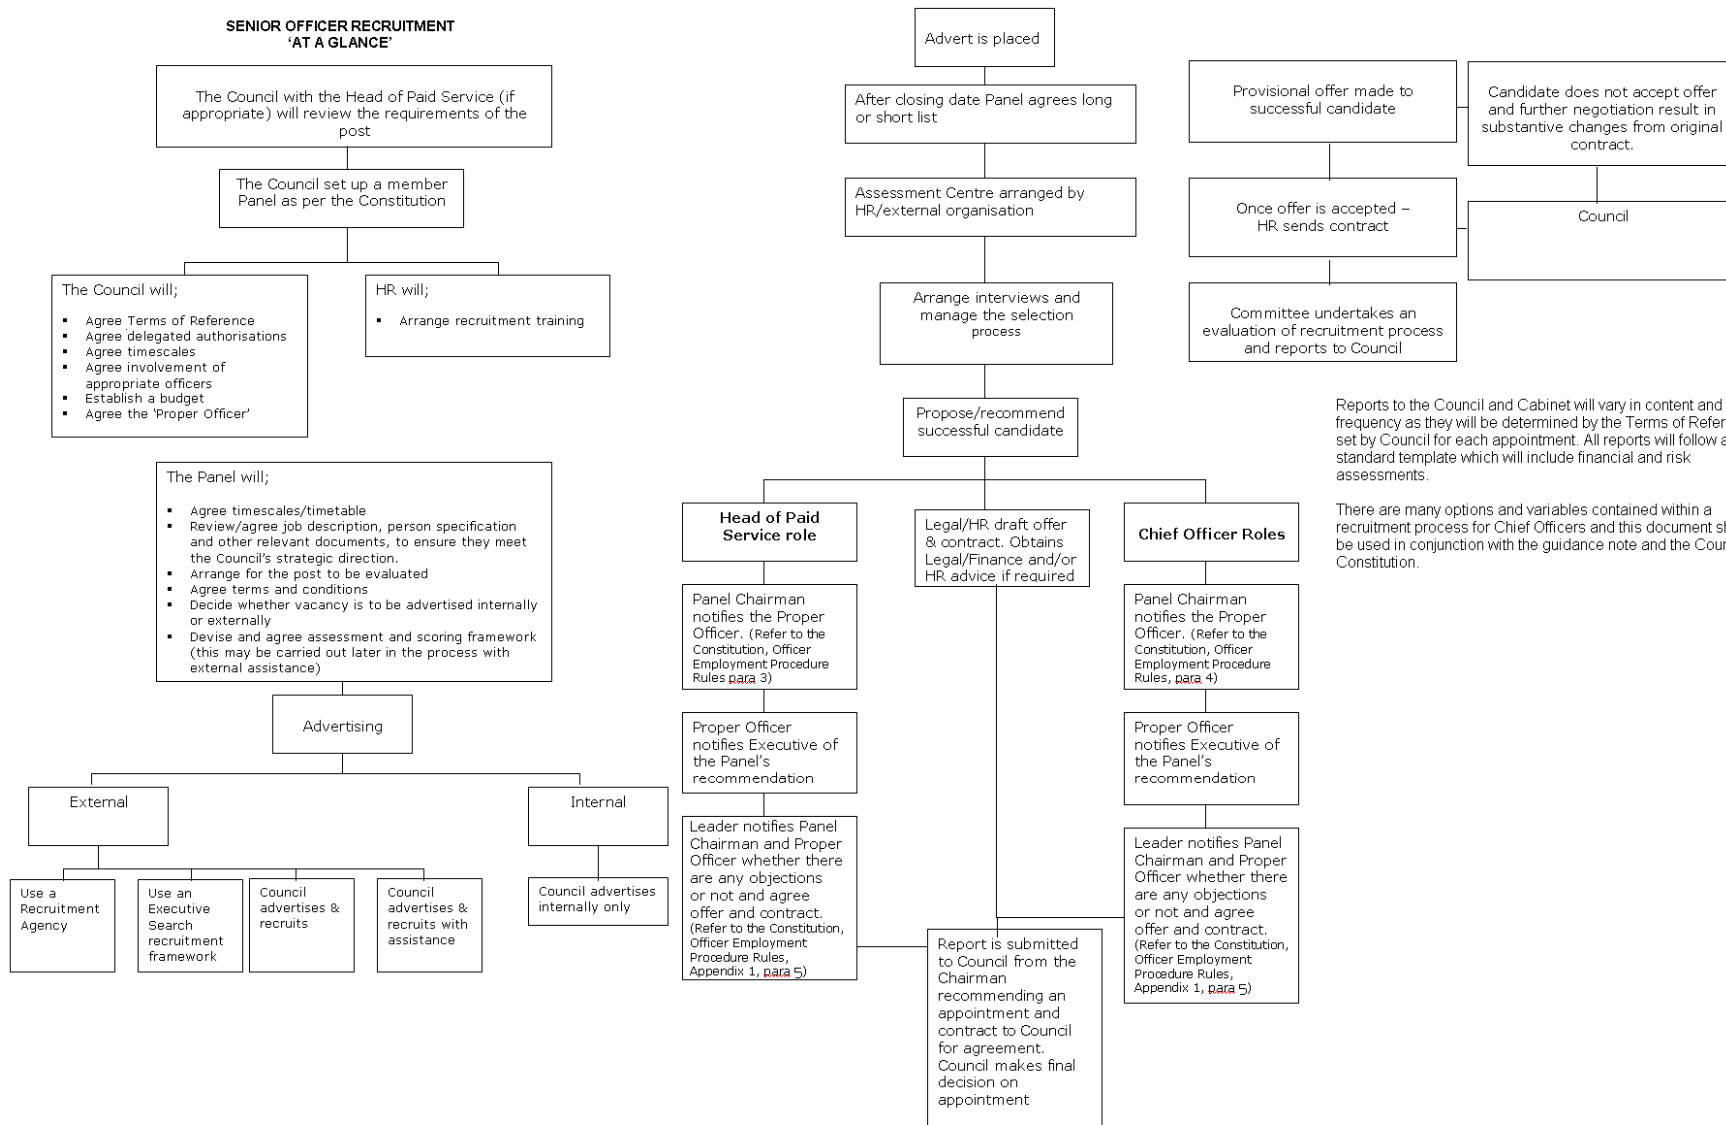 SENIOR OFFICER RECRUITMENT
‘AT A GLANCE’
The Council with the Head of Paid Service (if
appropriate) will review the requirements of the
post
The Council set up a member
Panel as per the Constitution
The Council will;
▪ Agree Terms of Reference
▪ Agree delegated authorisations
▪ Agree timescales
▪ Agree involvement of
appropriate officers
▪ Establish a budget
▪ Agree the ‘Proper Officer’
HR will;
▪ Arrange recruitment training
The Panel will;
▪ Agree timescales/timetable
▪ Review/agree job description, person specification
and other relevant documents, to ensure they meet
the Council’s strategic direction.
▪ Arrange for the post to be evaluated
▪ Agree terms and conditions
▪ Decide whether vacancy is to be advertised internally
or externally
▪ Devise and agree assessment and scoring framework
(this may be carried out later in the process with
external assistance)
Advertising
External
Internal
Use a
Recruitment
Agency
Use an
Executive
Search
recruitment
framework
Council
advertises &
recruits
Council
advertises &
recruits with
assistance
Council advertises
internally only
Advert is placed
After closing date Panel agrees long
or short list
Assessment Centre arranged by
HR/external organisation
Arrange interviews and
manage the selection
process
Propose/recommend
successful candidate
Head of Paid
Service role
Panel Chairman
notifies the Proper
Officer. (Refer to the
Constitution, Officer
Employment Procedure
Rules para 3)
Proper Officer
notifies Executive of
the Panel’s
recommendation
Leader notifies Panel
Chairman and Proper
Officer whether there
are any objections
or not and agree
offer and contract.
(Refer to the Constitution,
Officer Employment
Procedure Rules,
Appendix 1, para 5)
Legal/HR draft offer
& contract. Obtains
Legal/Finance and/or
HR advice if required
Chief Officer Roles
Panel Chairman
notifies the Proper
Officer. (Refer to the
Constitution, Officer
Employment Procedure
Rules, para 4)
Proper Officer
notifies Executive of
the Panel’s
recommendation
Leader notifies Panel
Chairman and Proper
Officer whether there
are any objections
or not and agree
offer and contract.
(Refer to the Constitution,
Officer Employment
Procedure Rules,
Appendix 1, para 5)
Report is submitted
to Council from the
Chairman
recommending an
appointment and
contract to Council
for agreement.
Council makes final
decision on
appointment
Provisional offer made to
successful candidate
Candidate does not accept offer
and further negotiation result in
substantive changes from original
contract.
Once offer is accepted –
HR sends contract
Council
Committee undertakes an
evaluation of recruitment process
and reports to Council
Reports to the Council and Cabinet will vary in content and
frequency as they will be determined by the Terms of
set by Council for each appointment. All reports will follow
standard template which will include financial and risk
assessments.
There are many options and variables contained within a
recruitment process for Chief Officers and this document
be used in conjunction with the guidance note and the
Constitution.